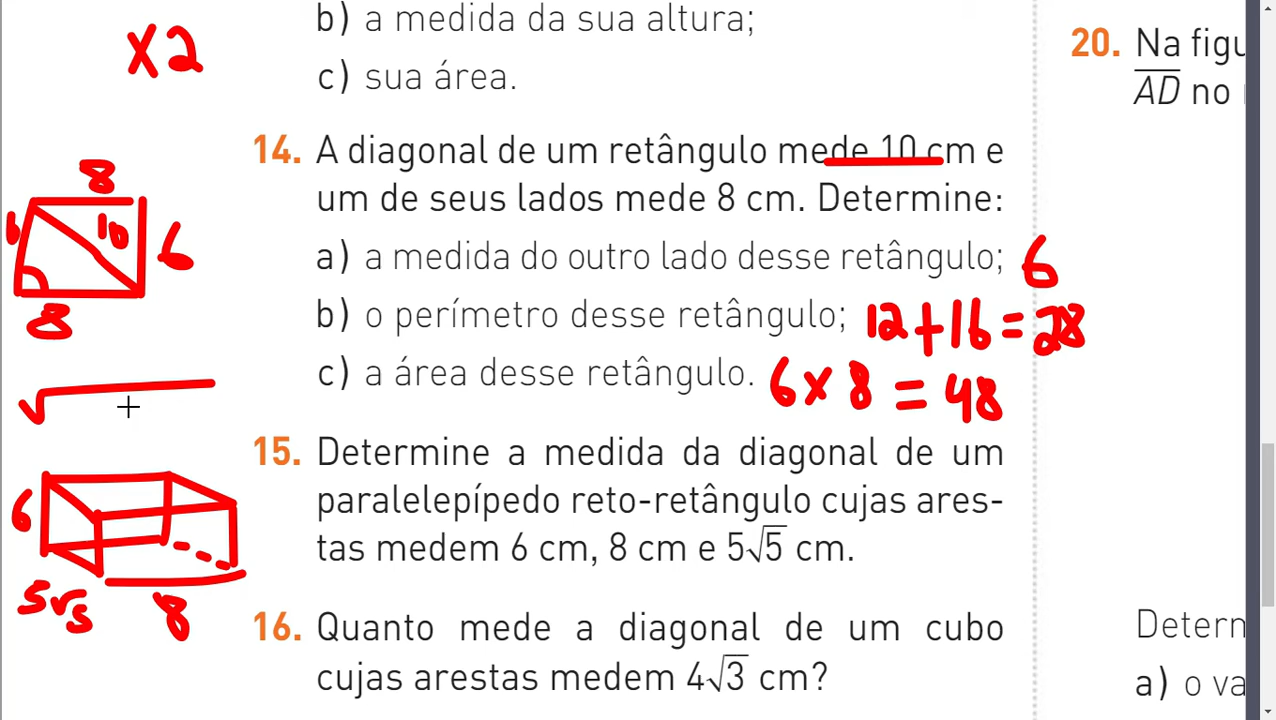 b) a medida da sua altura;
x2
c) sua área.
14. A diagonal de um retângulo mede 10 cm e
um de seus lados mede 8 cm. Determine:
a) a medida do outro lado desse retângulo; 6
b) o perímetro desse retângulo; 12+16=28
c) a área desse retângulo. 6x8=48
8
6
10
6
8
√
15. Determine a medida da diagonal de um
paralelepípedo reto-retângulo cujas ares-
tas medem 6 cm, 8 cm e 5√5 cm.
6
5√5
8
16. Quanto mede a diagonal de um cubo
cujas arestas medem 4√3 cm?
20. Na figu
AD no
Determ
a) o va